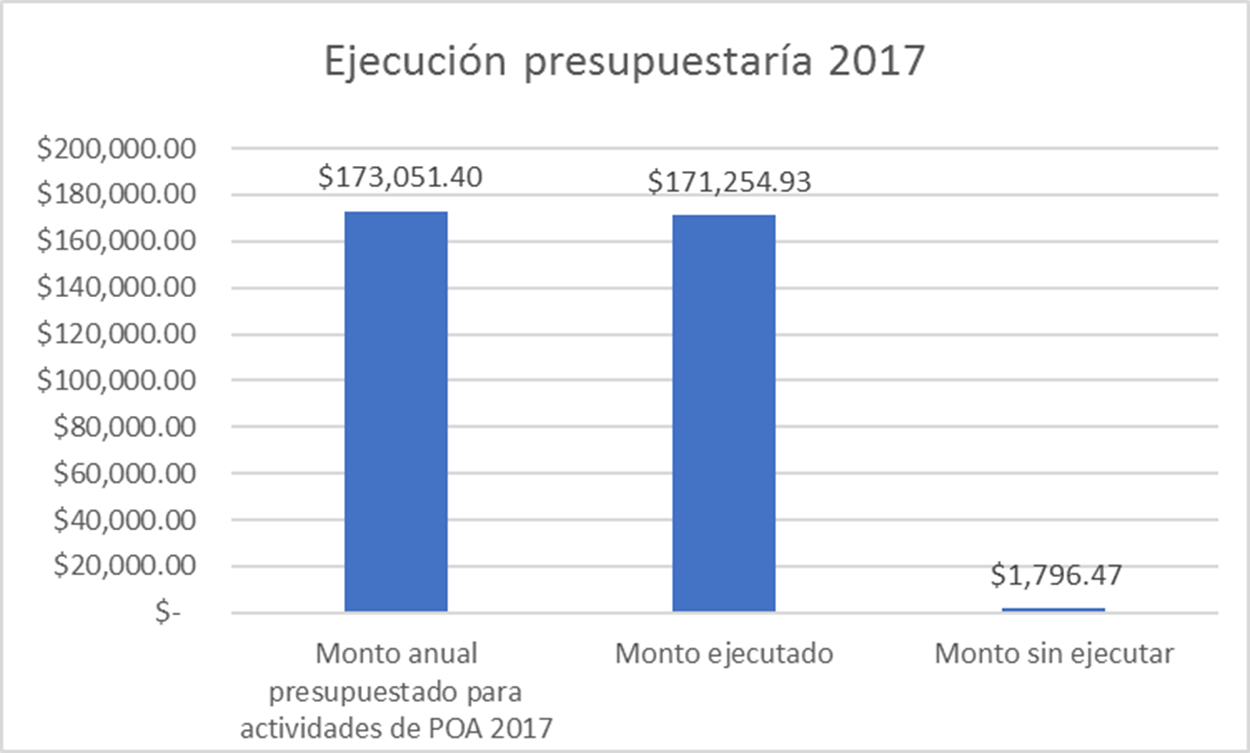 Ejecución presupuestaría 2017
$200,000.00
$180,000.00
$160,000.00
$140,000.00
$120,000.00
$100,000.00
$80,000.00
$60,000.00
$40,000.00
$20,000.00
$-
$173,051.40
$171,254.93
$1,796.47
Monto anual
presupuestado para
actividades de POA 2017
Monto ejecutado
Monto sin ejecutar